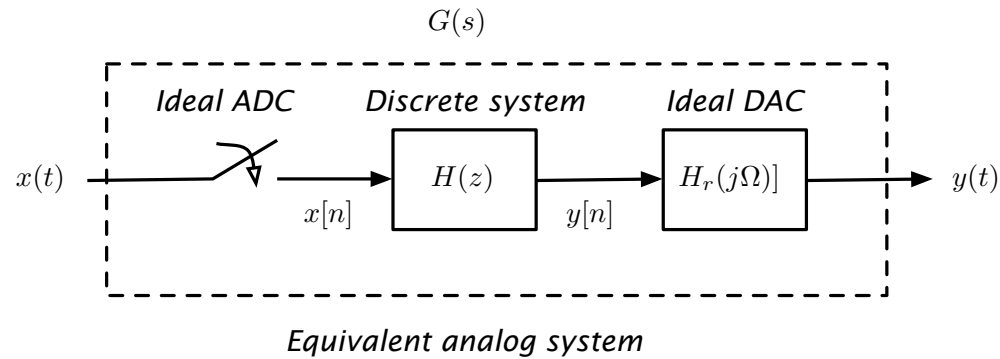 G(s)
Ideal ADC Discrete system Ideal DAC
x(t) H(z) H_r(jΩ)] y(t)
x[n] y[n]
Equivalent analog system